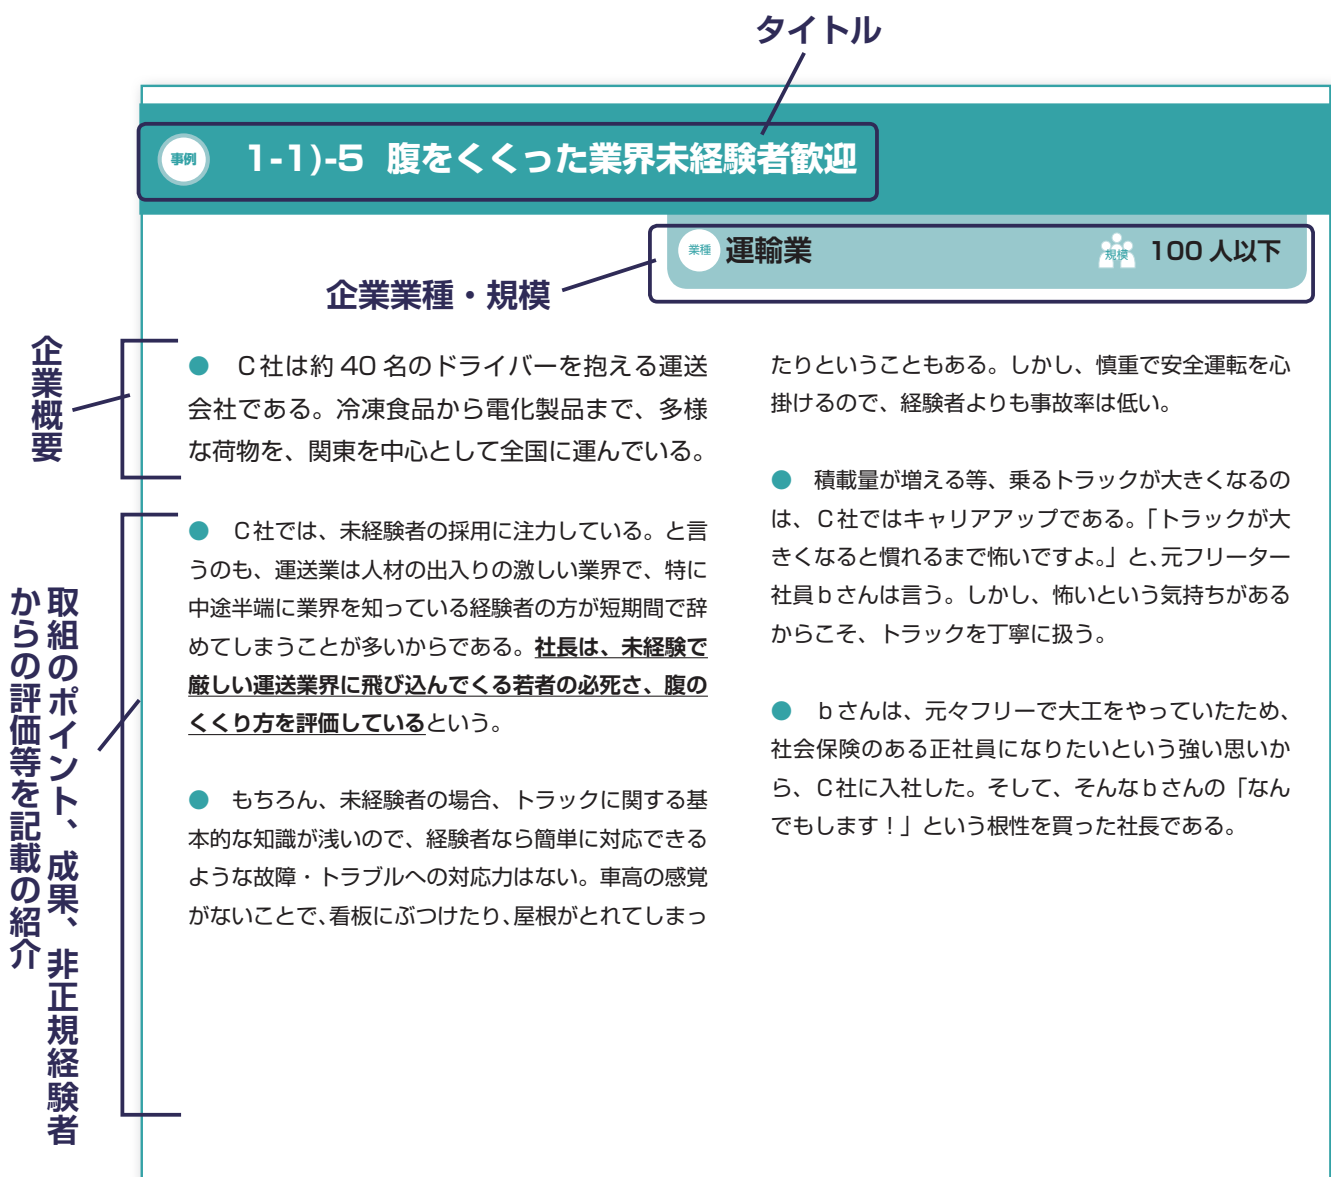 タイトル
事例
1-1)-5 腹をくくった業界未経験者歓迎
業種 運輸業
規模 100 人以下
企業業種・規模
企業概要
● C社は約 40 名のドライバーを抱える運送
会社である。冷凍食品から電化製品まで、多様
な荷物を、関東を中心として全国に運んでいる。
取組のポイント、成果、非正規経験者
からの評価等を記載の紹介
● C社では、未経験者の採用に注力している。と言
うのも、運送業は人材の出入りの激しい業界で、特に
中途半端に業界を知っている経験者の方が短期間で辞
めてしまうことが多いからである。社長は、未経験で
厳しい運送業界に飛び込んでくる若者の必死さ、腹の
くくり方を評価しているという。
● もちろん、未経験者の場合、トラックに関する基
本的な知識が浅いので、経験者なら簡単に対応できる
ような故障・トラブルへの対応力はない。車高の感覚
がないことで、看板にぶつけたり、屋根がとれてしまっ
たりということもある。しかし、慎重で安全運転を心
掛けるので、経験者よりも事故率は低い。
● 積載量が増える等、乗るトラックが大きくなるの
は、C社ではキャリアアップである。「トラックが大
きくなると慣れるまで怖いですよ。」と、元フリーター
社員bさんは言う。しかし、怖いという気持ちがある
からこそ、トラックを丁寧に扱う。
● bさんは、元々フリーで大工をやっていたため、
社会保険のある正社員になりたいという強い思いか
ら、C社に入社した。そして、そんなbさんの「なん
でもします！」という根性を買った社長である。